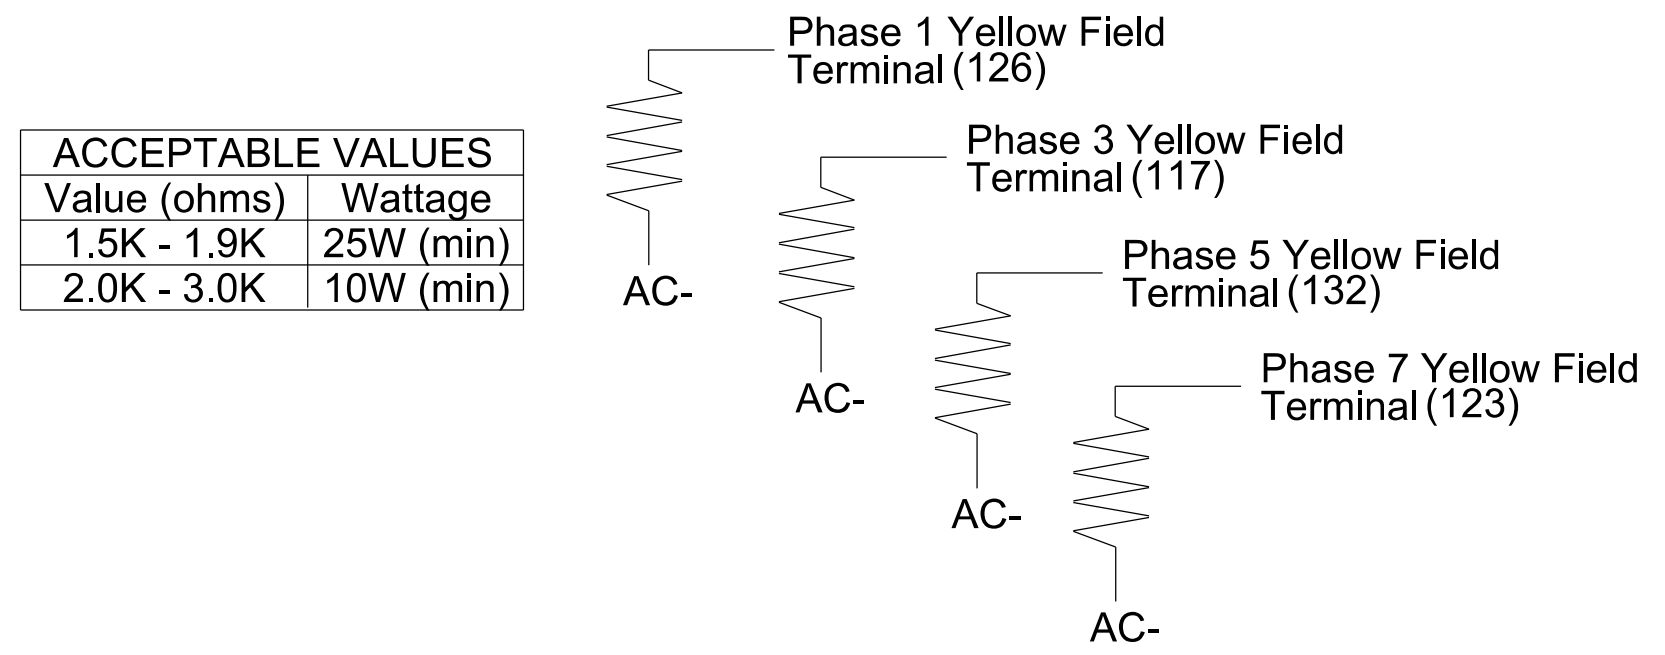 ACCEPTABLE VALUES
Value (ohms) Wattage
1.5K - 1.9K 25W (min)
2.0K - 3.0K 10W (min)
Phase 1 Yellow Field
Terminal (126)
AC-
Phase 3 Yellow Field
Terminal (117)
AC-
Phase 5 Yellow Field
Terminal (132)
AC-
Phase 7 Yellow Field
Terminal (123)
AC-